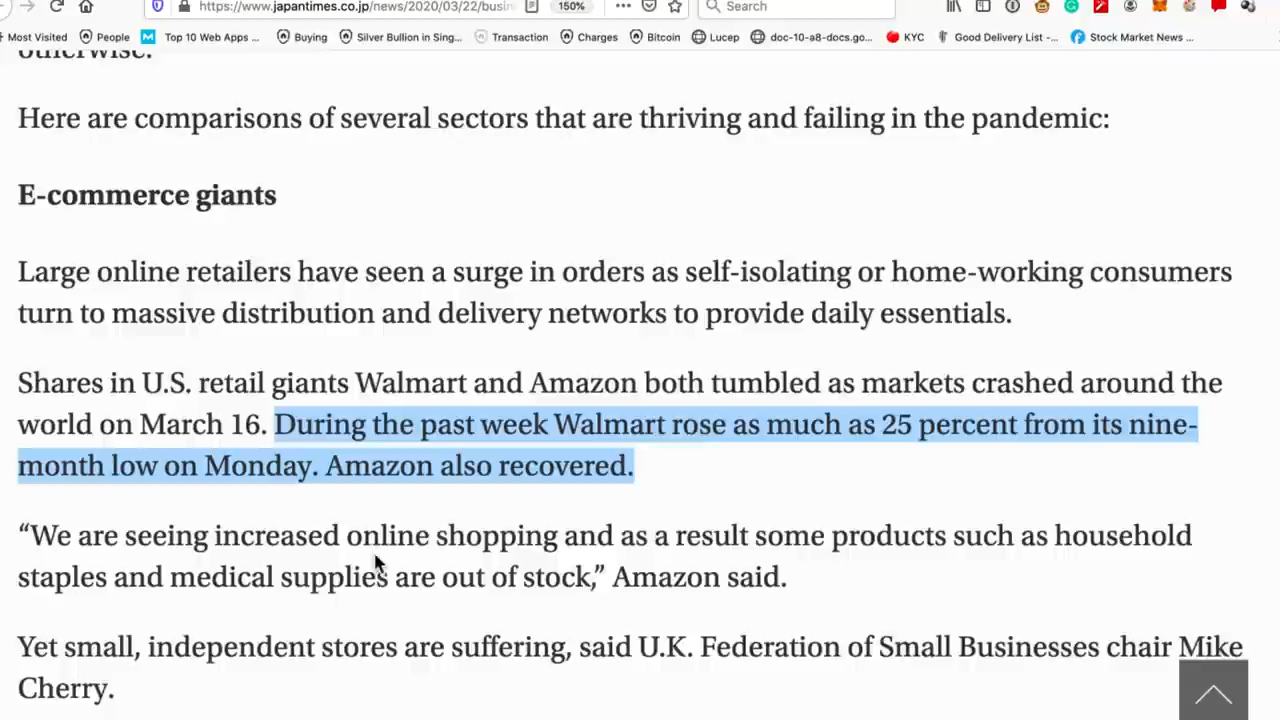 https://www.japantimes.co.jp/news/2020/03/22/busin
150%
Search
Most Visited
People
M
Top 10 Web Apps ...
Buying
Silver Bullion in Sing...
Transaction
Charges
Bitcoin
Lucep
doc-10-a8-docs.go...
KYC
Good Delivery List -...
Stock Market News ...
otherwise.
Here are comparisons of several sectors that are thriving and failing in the pandemic:
E-commerce giants
Large online retailers have seen a surge in orders as self-isolating or home-working consumers
turn to massive distribution and delivery networks to provide daily essentials.
Shares in U.S. retail giants Walmart and Amazon both tumbled as markets crashed around the
world on March 16. During the past week Walmart rose as much as 25 percent from its nine-
month low on Monday. Amazon also recovered.
“We are seeing increased online shopping and as a result some products such as household
staples and medical supplies are out of stock,” Amazon said.
Yet small, independent stores are suffering, said U.K. Federation of Small Businesses chair Mike
Cherry.